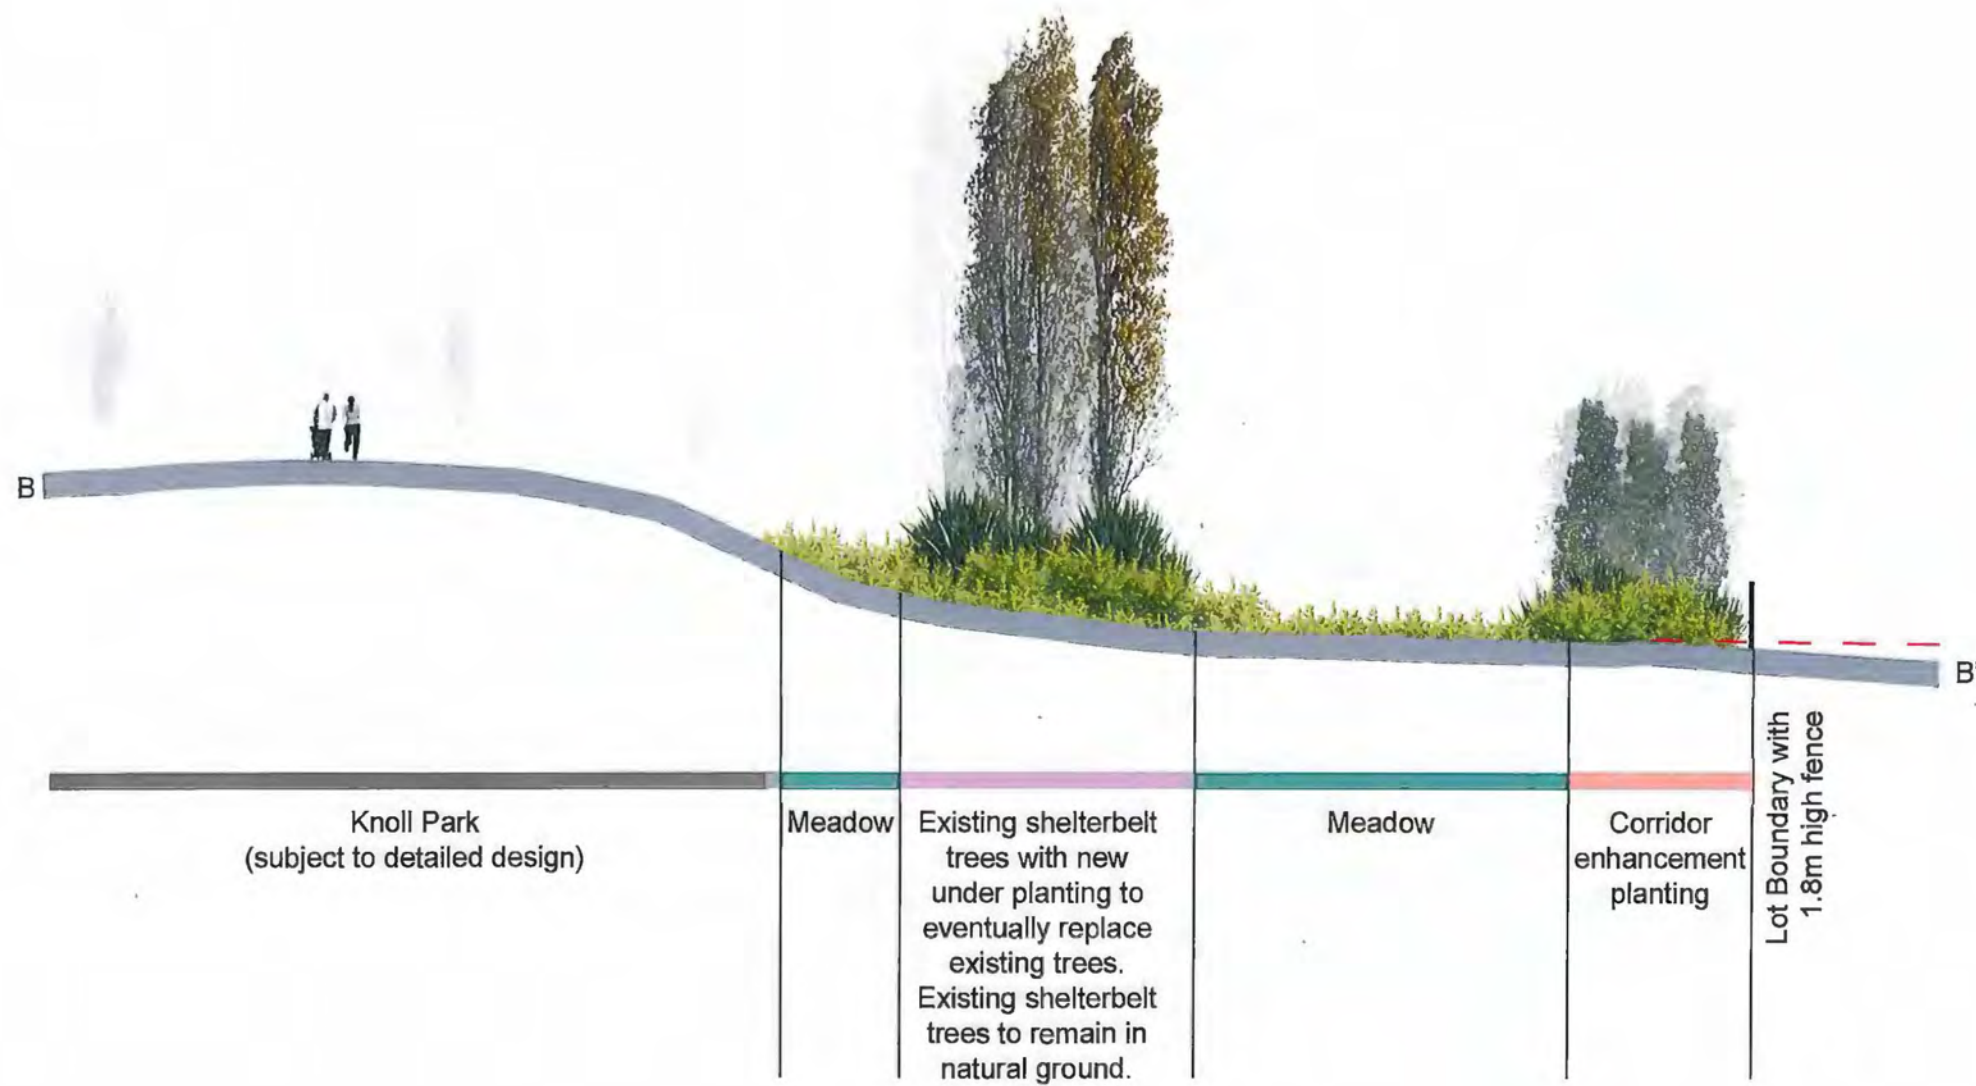 B
B'
Knoll Park
(subject to detailed design)
Meadow
Existing shelterbelt
trees with new
under planting to
eventually replace
existing trees.
Existing shelterbelt
trees to remain in
natural ground.
Meadow
Corridor
enhancement
planting
Lot Boundary with
1.8m high fence